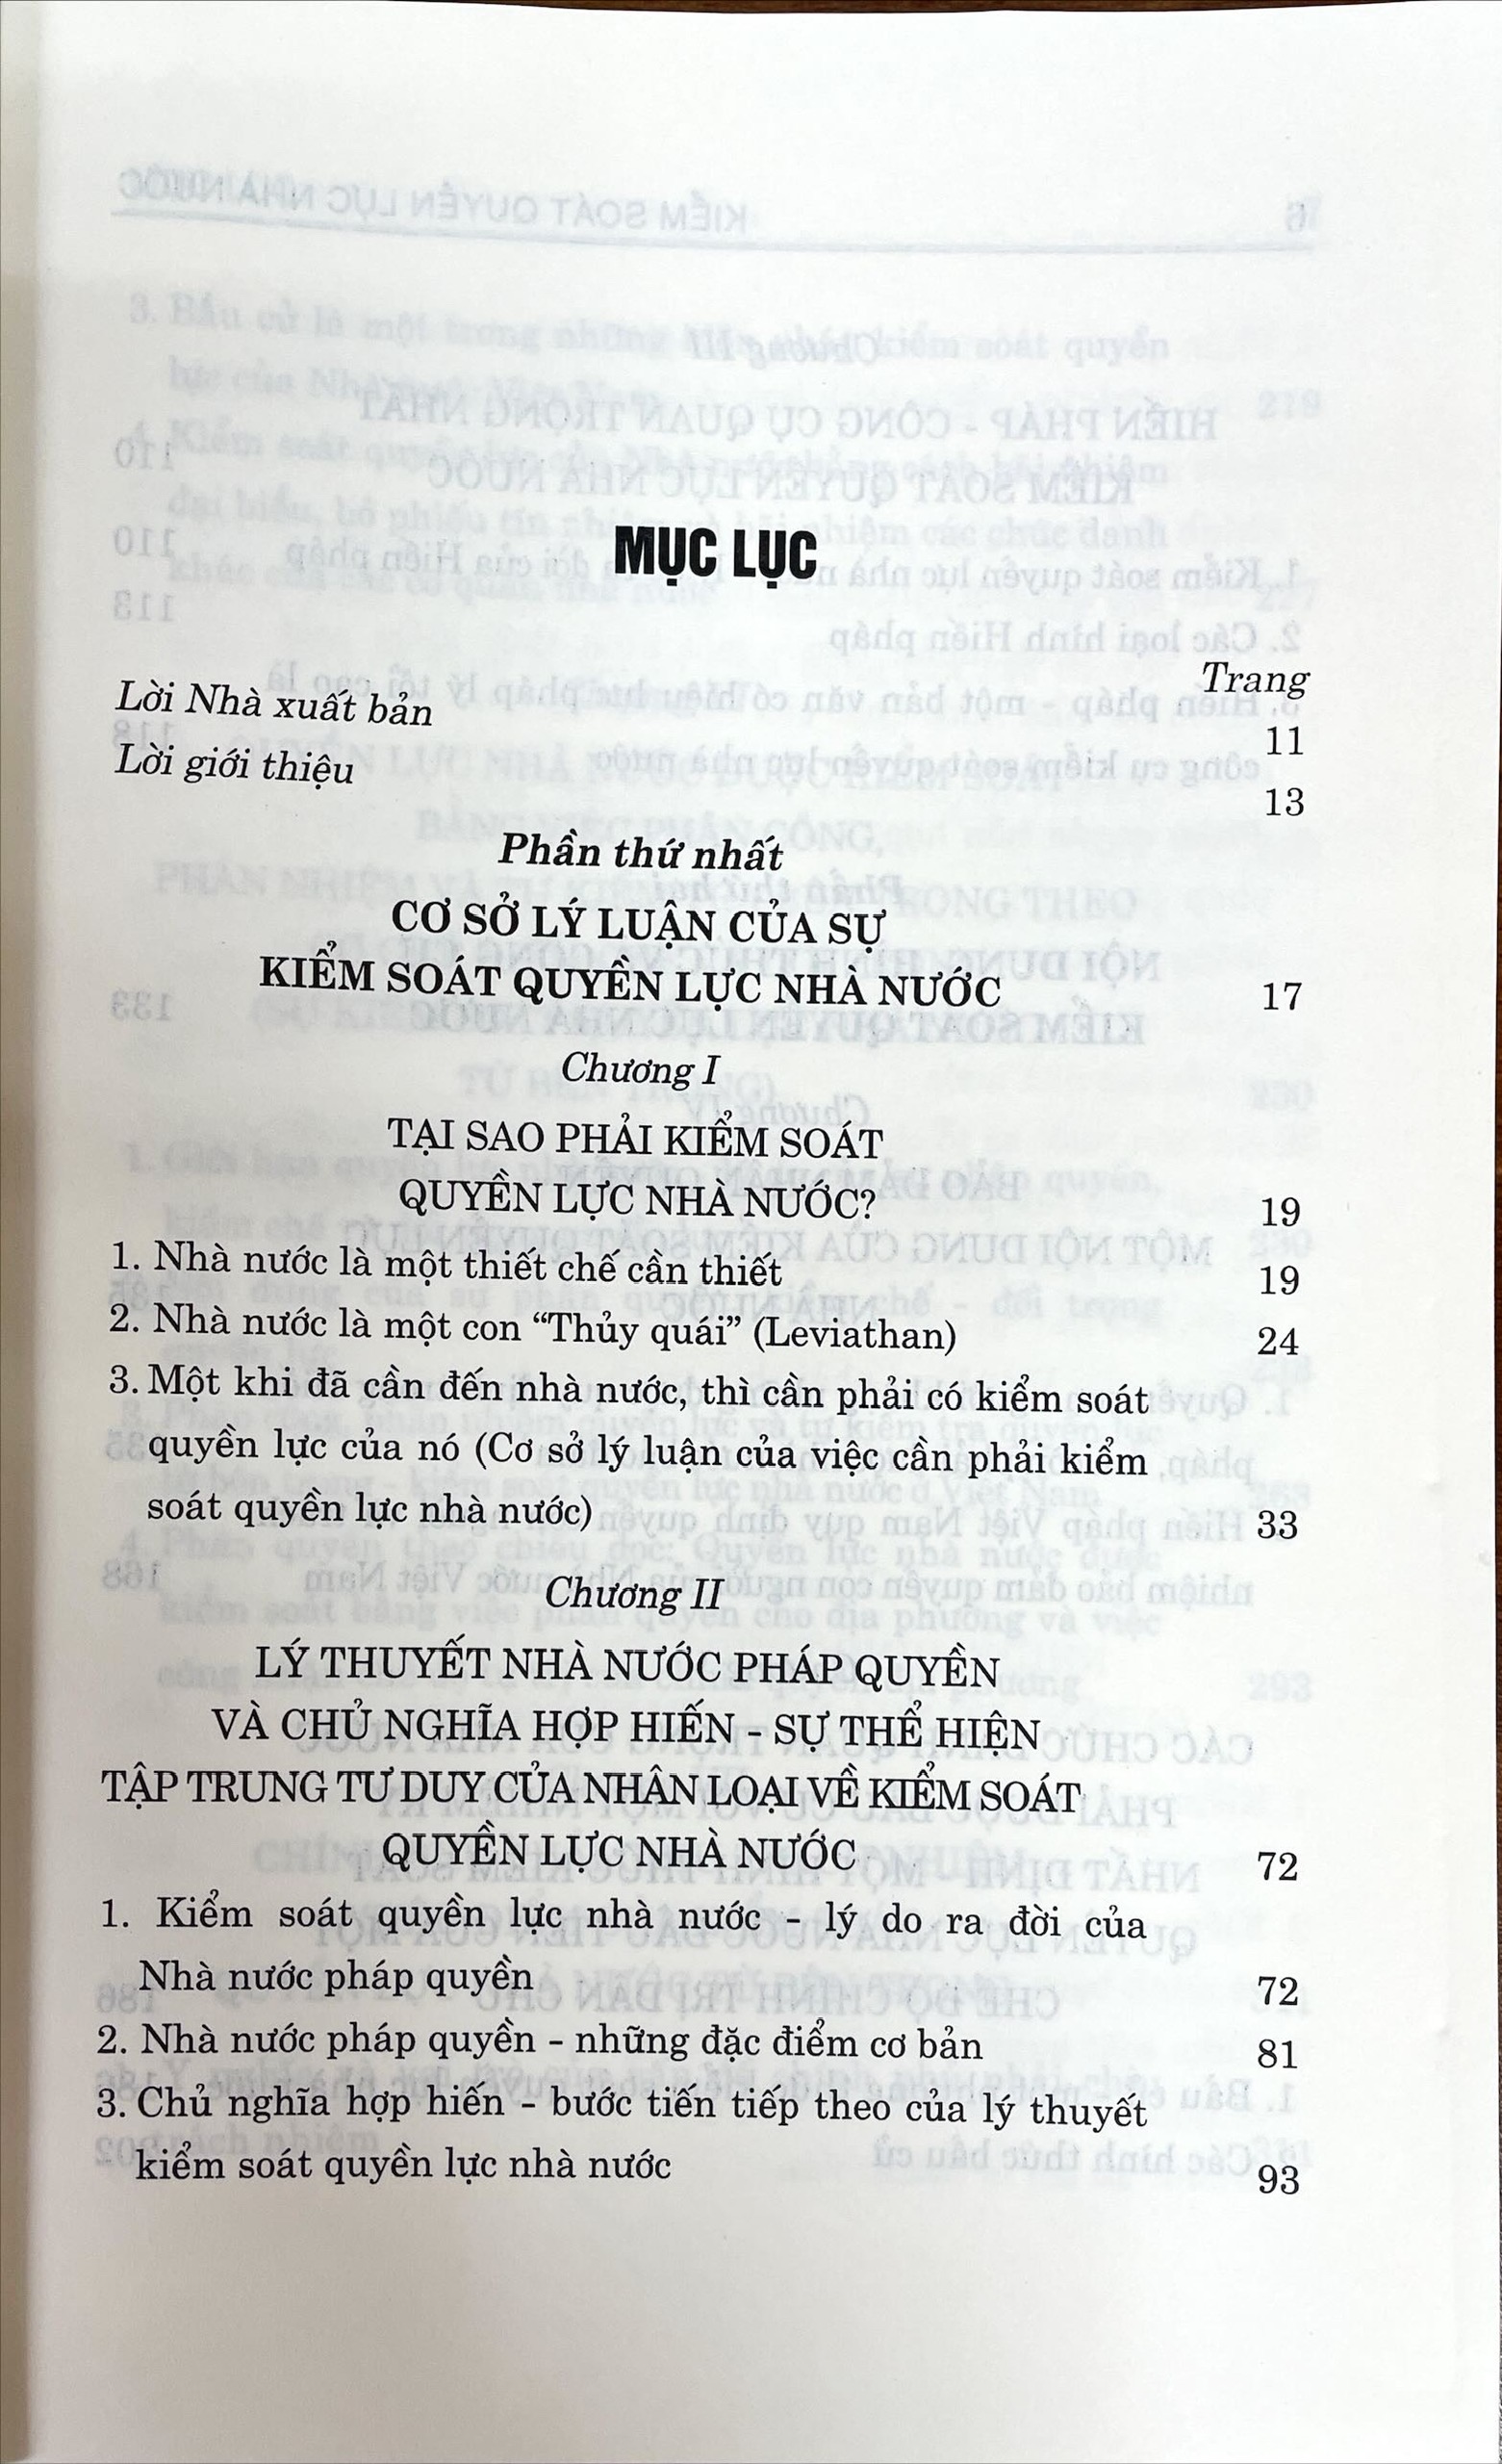 MỤC LỤC
Trang
Lời Nhà xuất bản 11
Lời giới thiệu 13
Phần thứ nhất
CƠ SỞ LÝ LUẬN CỦA SỰ
KIỂM SOÁT QUYỀN LỰC NHÀ NƯỚC 17
Chương I
TẠI SAO PHẢI KIỂM SOÁT
QUYỀN LỰC NHÀ NƯỚC? 19
1. Nhà nước là một thiết chế cần thiết 19
2. Nhà nước là một con “Thủy quái” (Leviathan) 24
3. Một khi đã cần đến nhà nước, thì cần phải có kiểm soát
quyền lực của nó (Cơ sở lý luận của việc cần phải kiểm
soát quyền lực nhà nước) 33
Chương II
LÝ THUYẾT NHÀ NƯỚC PHÁP QUYỀN
VÀ CHỦ NGHĨA HỢP HIẾN - SỰ THỂ HIỆN
TẬP TRUNG TƯ DUY CỦA NHÂN LOẠI VỀ KIỂM SOÁT
QUYỀN LỰC NHÀ NƯỚC 72
1. Kiểm soát quyền lực nhà nước - lý do ra đời của
Nhà nước pháp quyền 72
2. Nhà nước pháp quyền - những đặc điểm cơ bản 81
3. Chủ nghĩa hợp hiến - bước tiến tiếp theo của lý thuyết
kiểm soát quyền lực nhà nước 93